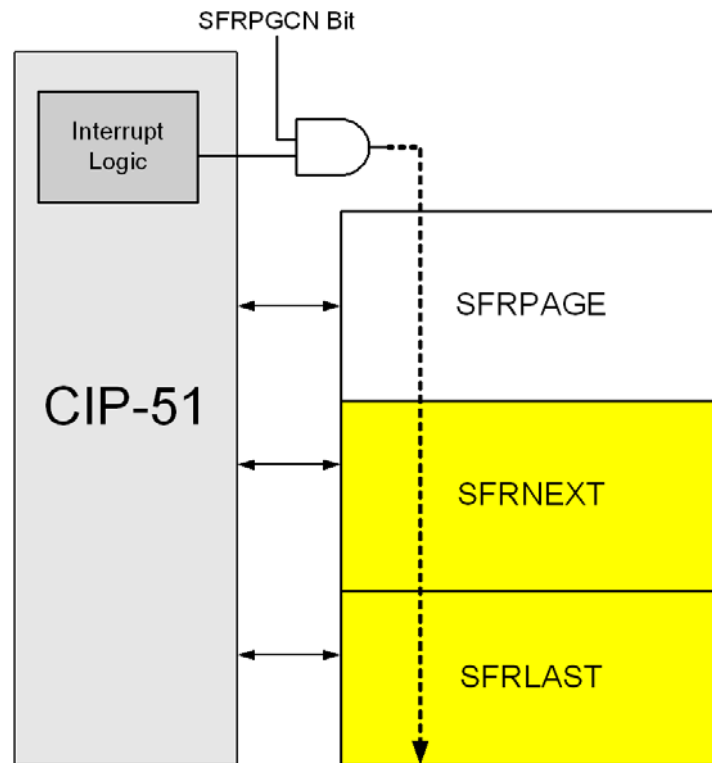 SFRPGCN Bit
Interrupt
Logic
SFRPAGE
CIP-51
SFRNEXT
SFRLAST